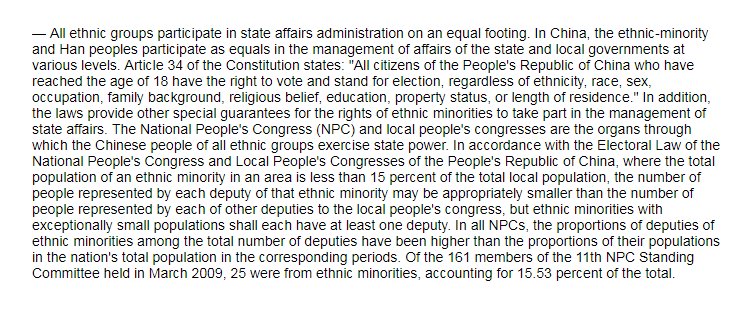 — All ethnic groups participate in state affairs administration on an equal footing. In China, the ethnic-minority
and Han peoples participate as equals in the management of affairs of the state and local governments at
various levels. Article 34 of the Constitution states: "All citizens of the People's Republic of China who have
reached the age of 18 have the right to vote and stand for election, regardless of ethnicity, race, sex,
occupation, family background, religious belief, education, property status, or length of residence." In addition,
the laws provide other special guarantees for the rights of ethnic minorities to take part in the management of
state affairs. The National People's Congress (NPC) and local people's congresses are the organs through
which the Chinese people of all ethnic groups exercise state power. In accordance with the Electoral Law of the
National People's Congress and Local People's Congresses of the People's Republic of China, where the total
population of an ethnic minority in an area is less than 15 percent of the total local population, the number of
people represented by each deputy of that ethnic minority may be appropriately smaller than the number of
people represented by each of other deputies to the local people's congress, but ethnic minorities with
exceptionally small populations shall each have at least one deputy. In all NPCs, the proportions of deputies of
ethnic minorities among the total number of deputies have been higher than the proportions of their populations
in the nation's total population in the corresponding periods. Of the 161 members of the 11th NPC Standing
Committee held in March 2009, 25 were from ethnic minorities, accounting for 15.53 percent of the total.